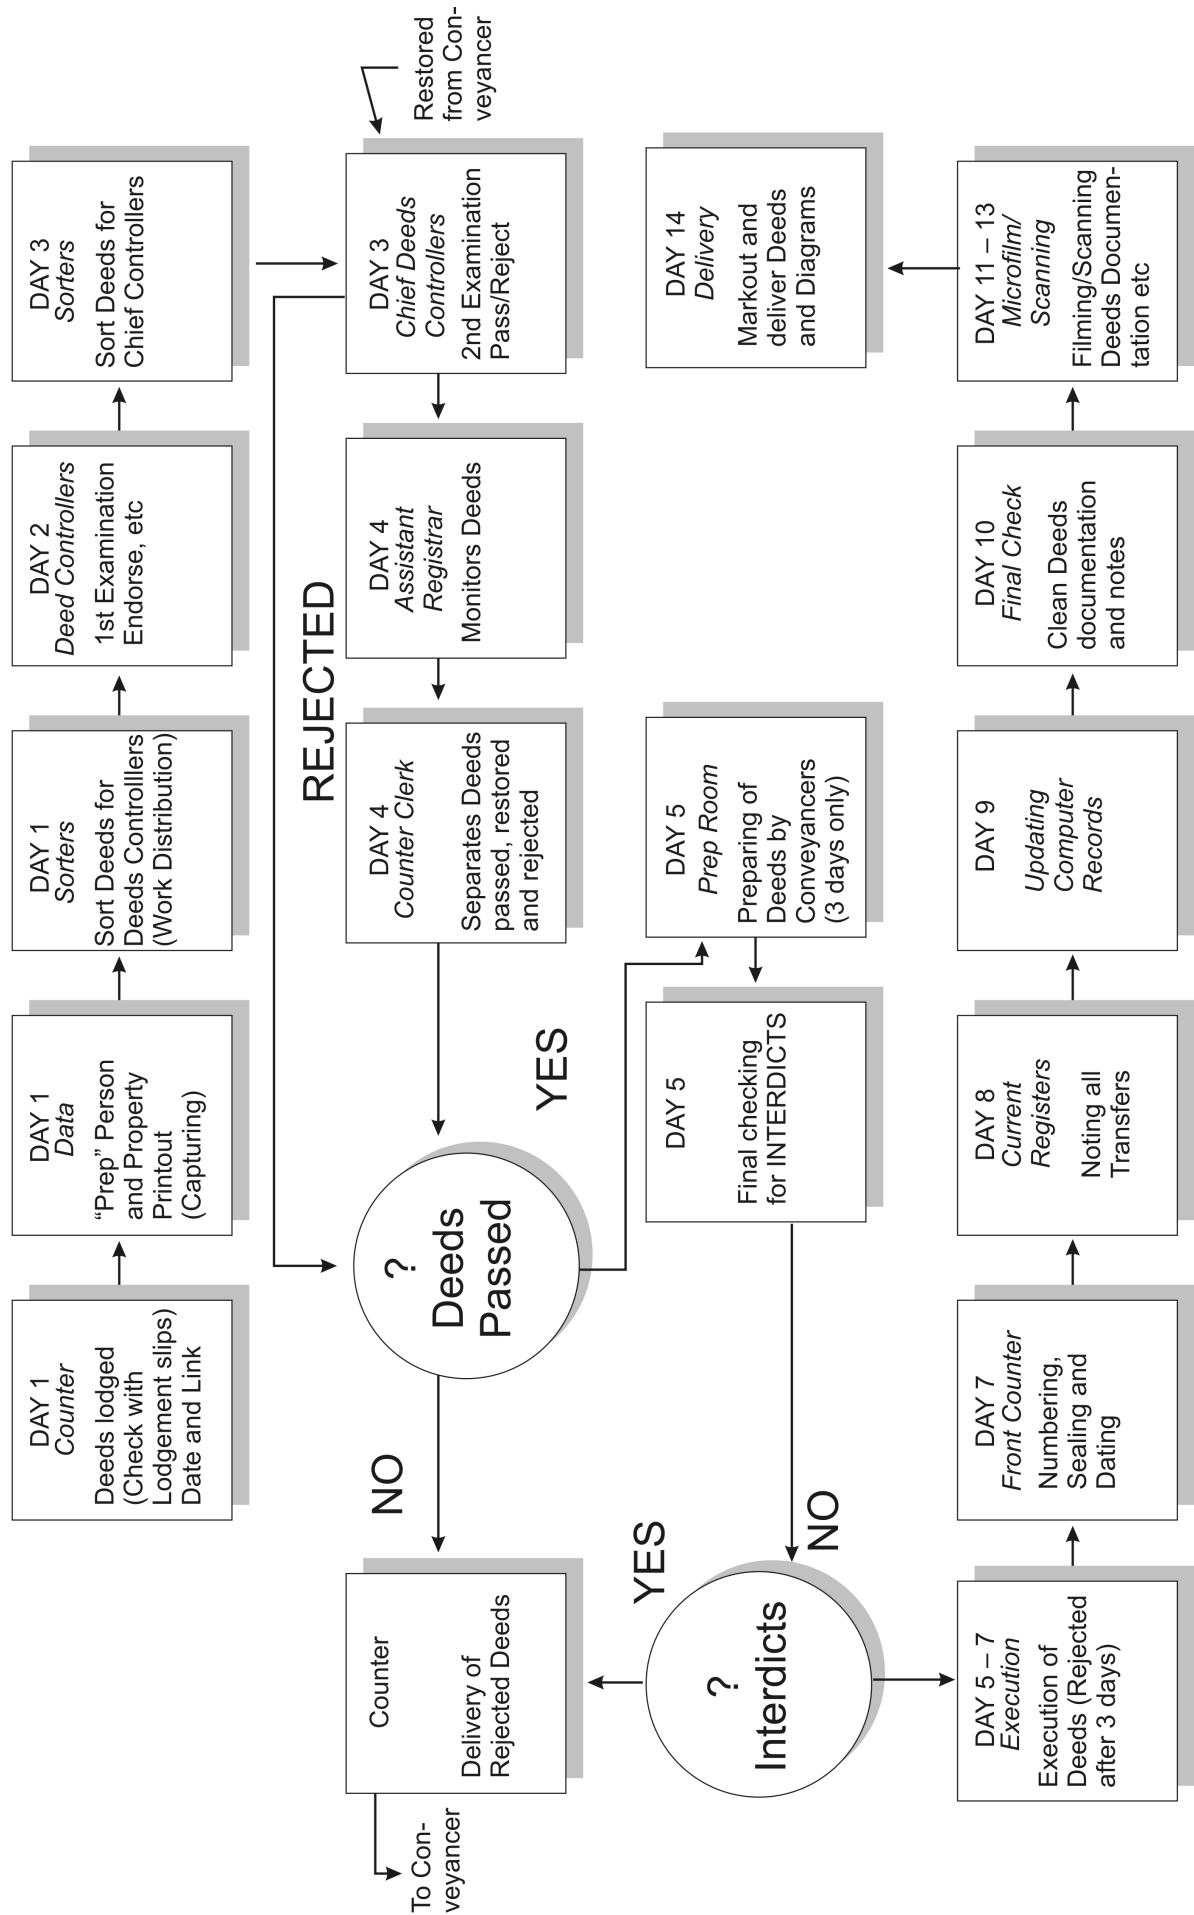 DAY 1
Counter
Deeds lodged
(Check with
Lodgement slips)
Date and Link
DAY 1
Data
“Prep” Person
and Property
Printout
(Capturing)
DAY 1
Sorters
Sort Deeds for
Deeds Controlllers
(Work Distribution)
DAY 2
Deed Controllers
1st Examination
Endorse, etc
DAY 3
Sorters
Sort Deeds for
Chief Controllers
REJECTED
To Con-
veyancer
Counter
Delivery of
Rejected Deeds
NO
?
Deeds
Passed
YES
DAY 4
Counter Clerk
Separates Deeds
passed, restored
and rejected
DAY 4
Assistant
Registrar
Monitors Deeds
DAY 3
Chief Deeds
Controllers
2nd Examination
Pass/Reject
Restored
from Con-
veyancer
YES
?
Interdicts
NO
DAY 5
Final checking
for INTERDICTS
DAY 5
Prep Room
Preparing of
Deeds by
Conveyancers
(3 days only)
DAY 14
Delivery
Markout and
deliver Deeds
and Diagrams
DAY 5 – 7
Execution
Execution of
Deeds (Rejected
after 3 days)
DAY 7
Front Counter
Numbering,
Sealing and
Dating
DAY 8
Current
Registers
Noting all
Transfers
DAY 9
Updating
Computer
Records
DAY 10
Final Check
Clean Deeds
documentation
and notes
DAY 11 – 13
Microfilm/
Scanning
Filming/Scanning
Deeds Documen-
tation etc